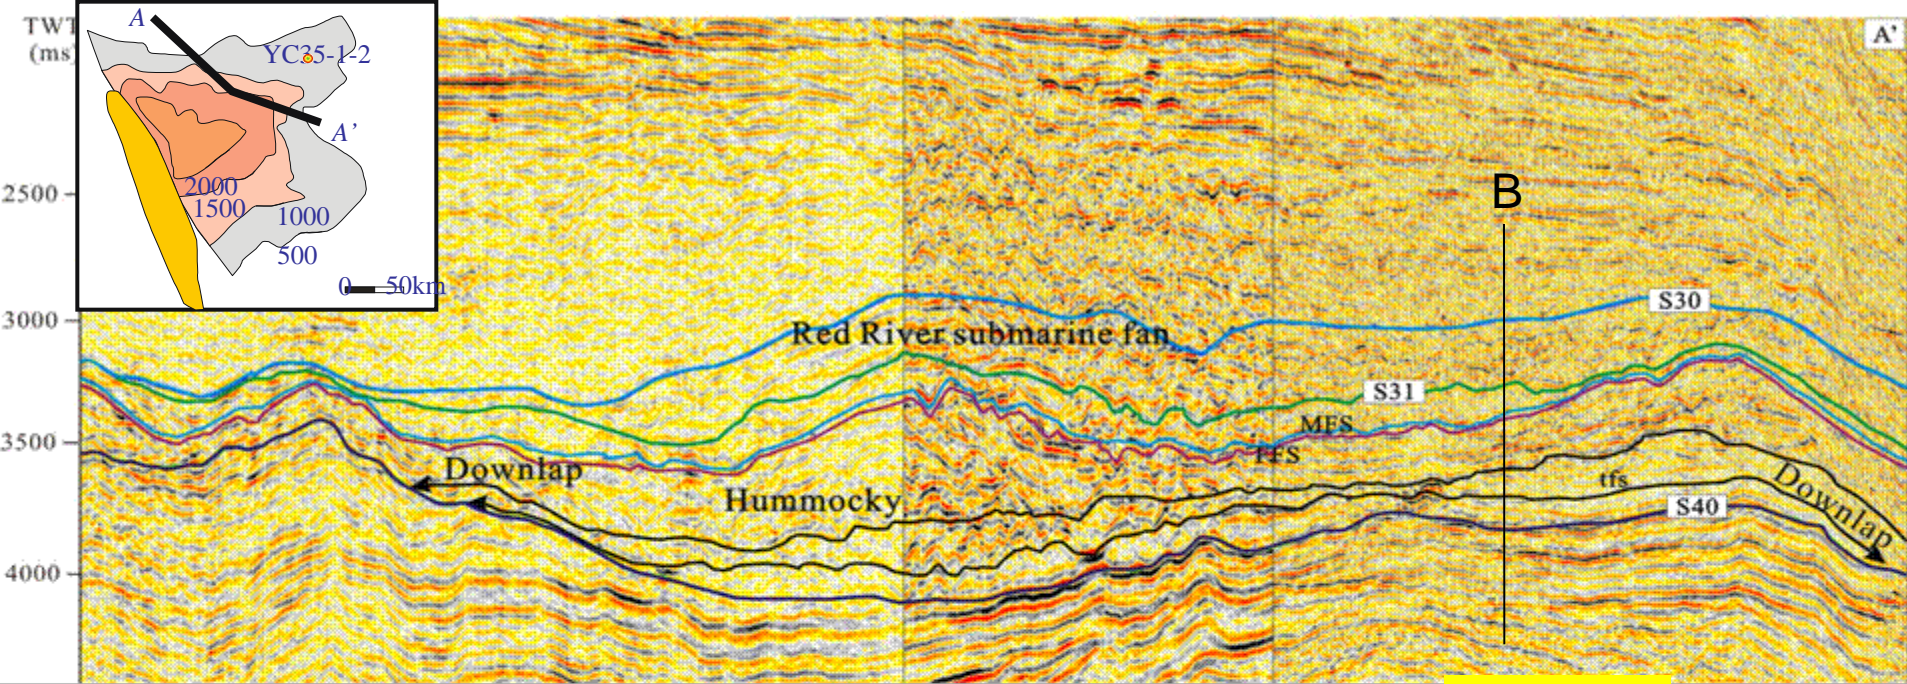 TWT
(ms)
A
YC35-1-2
A’
2000
1500
1000
500
0 50km
A’
B
2500
3000
3500
4000
S30
Red River submarine fan
S31
MFS
TFS
Downlap
Hummocky
tfs
S40
Downlap